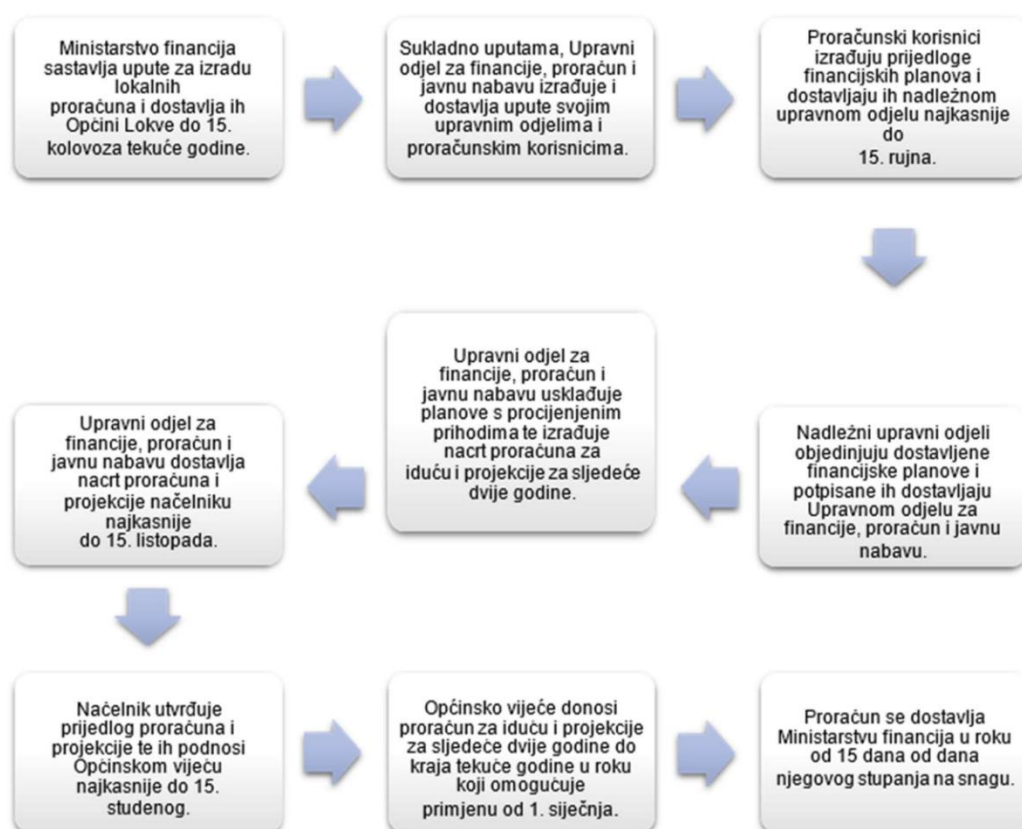 Ministarstvo financija
sastavlja upute za izradu
lokalnih
proračuna i dostavlja ih
Općini Lokve do 15.
kolovoza tekuće godine.
Sukladno uputama, Upravni
odjel za financije, proračun i
javnu nabavu izrađuje i
dostavlja upute svojim
upravnim odjelima i
proračunskim korisnicima.
Proračunski korisnici
izrađuju prijedloge
financijskih planova i
dostavljaju ih nadležnom
upravnom odjelu najkasnije
do
15. rujna.
Nadležni upravni odjeli
objedinjuju dostavljene
financijske planove i
potpisane ih dostavljaju
Upravnom odjelu za
financije, proračun i javnu
nabavu.
Upravni odjel za
financije, proračun i
javnu nabavu usklađuje
planove s procijenjenim
prihodima te izrađuje
nacrt proračuna za
iduću i projekcije za sljedeće
dvije godine.
Upravni odjel za
financije, proračun i
javnu nabavu dostavlja
nacrt proračuna i
projekcije načelniku
najkasnije
do 15. listopada.
Načelnik utvrđuje
prijedlog proračuna i
projekcije te ih podnosi
Općinskom vijeću
najkasnije do 15.
studenog.
Općinsko vijeće donosi
proračun za iduću i projekcije
za sljedeće dvije godine do
kraja tekuće godine u roku
koji omogućuje
primjenu od 1. siječnja.
Proračun se dostavlja
Ministarstvu financija u roku
od 15 dana od dana
njegovog stupanja na snagu.